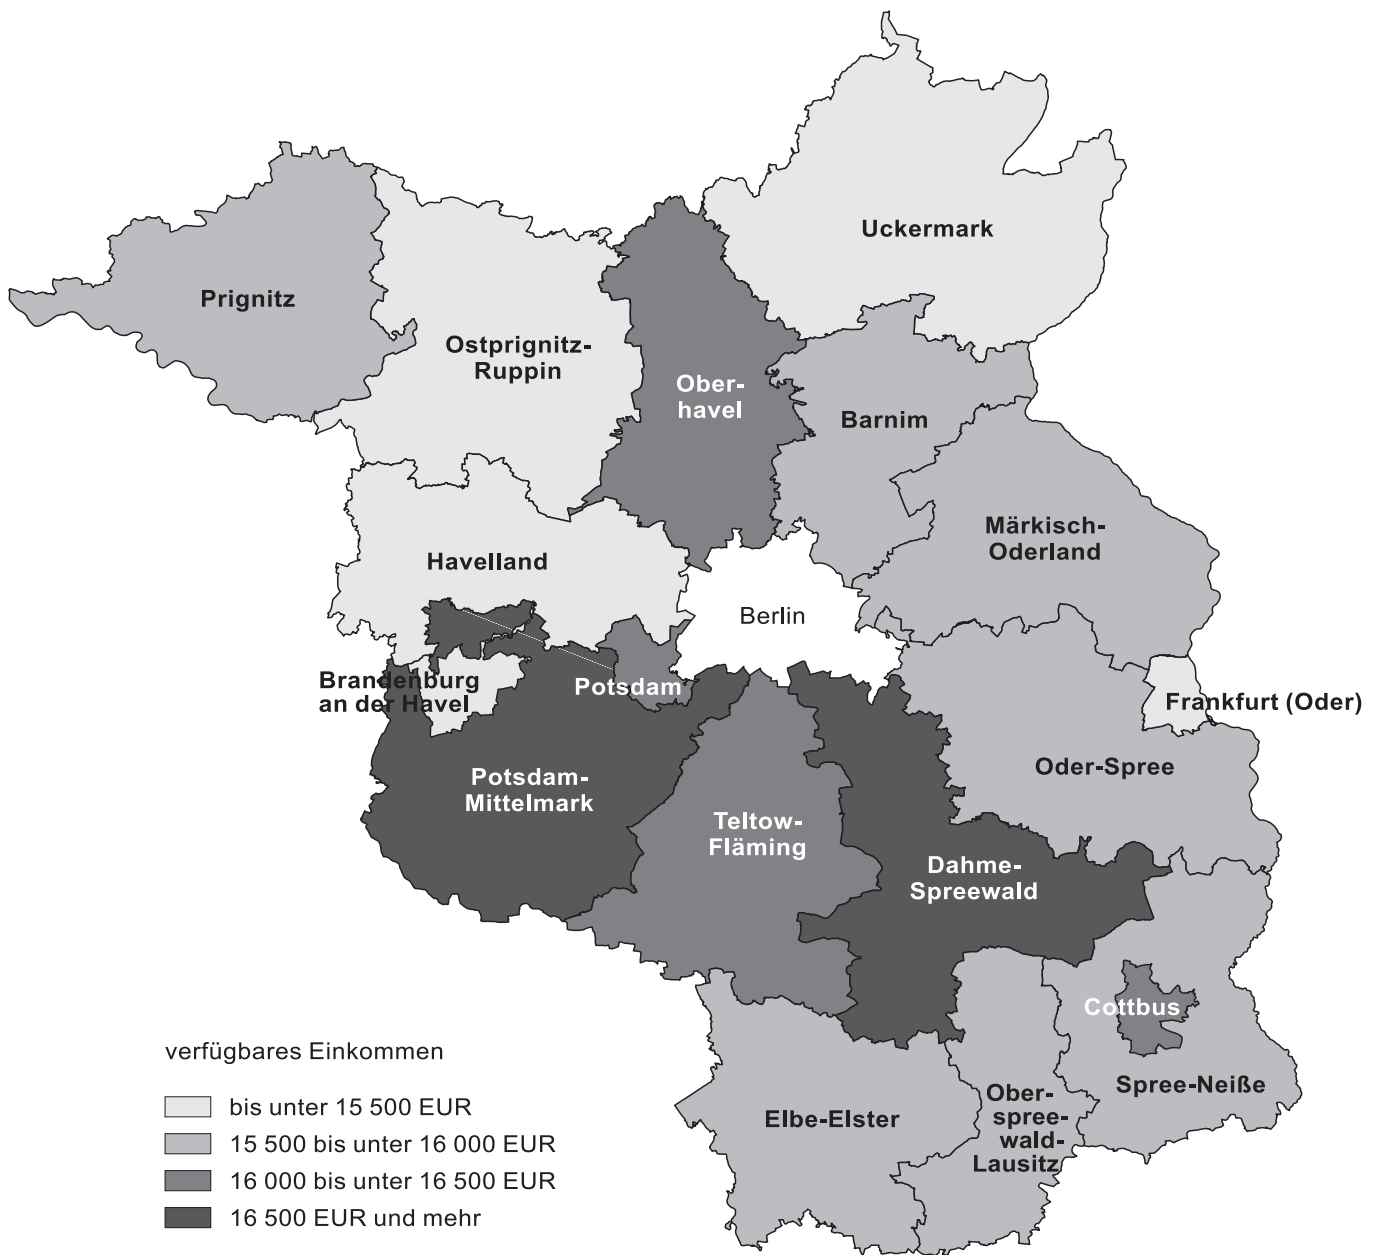 Uckermark
Prignitz
Ostprignitz-
Ruppin
Ober-
havel
Barnim
Märkisch-
Oderland
Havelland
Berlin
Brandenburg
an der Havel
Potsdam
Frankfurt (Oder)
Oder-Spree
Potsdam-
Mittelmark
Teltow-
Fläming
Dahme-
Spreewald
Cottbus
Spree-Neiße
Elbe-Elster
Ober-
spree-
wald-
Lausitz
verfügbares Einkommen
bis unter 15 500 EUR
15 500 bis unter 16 000 EUR
16 000 bis unter 16 500 EUR
16 500 EUR und mehr